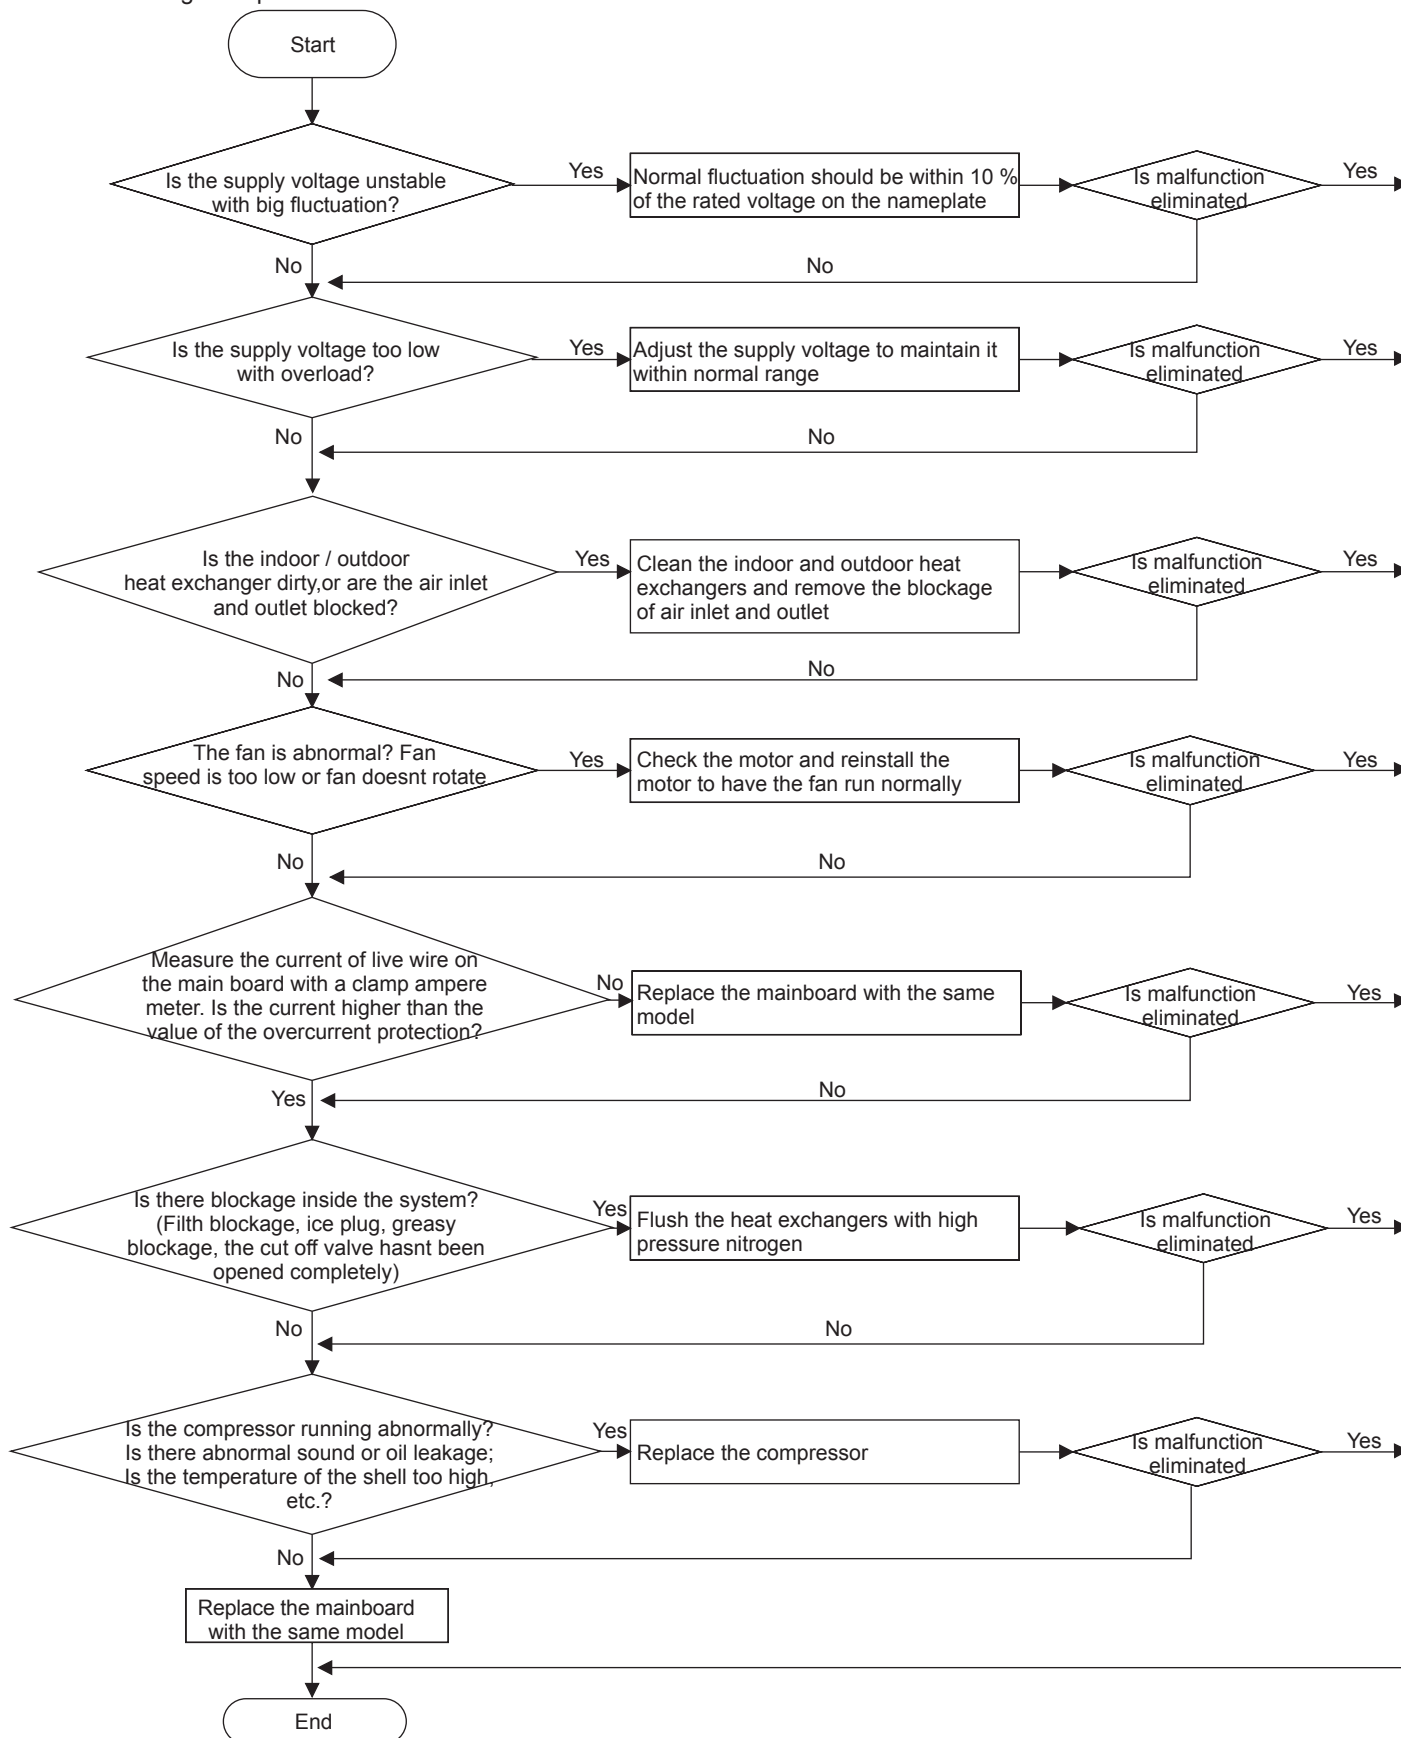 Start
Is the supply voltage unstable
with big fluctuation?
Yes
Normal fluctuation should be within 10 %
of the rated voltage on the nameplate
Is malfunction
eliminated
Yes
No
No
Is the supply voltage too low
with overload?
Yes
Adjust the supply voltage to maintain it
within normal range
Is malfunction
eliminated
Yes
No
No
Is the indoor / outdoor
heat exchanger dirty,or are the air inlet
and outlet blocked?
Yes
Clean the indoor and outdoor heat
exchangers and remove the blockage
of air inlet and outlet
Is malfunction
eliminated
Yes
No
No
The fan is abnormal? Fan
speed is too low or fan doesnt rotate
Yes
Check the motor and reinstall the
motor to have the fan run normally
Is malfunction
eliminated
Yes
No
No
Measure the current of live wire on
the main board with a clamp ampere
meter. Is the current higher than the
value of the overcurrent protection?
No
Replace the mainboard with the same
model
Is malfunction
eliminated
Yes
Yes
No
Is there blockage inside the system?
(Filth blockage, ice plug, greasy
blockage, the cut off valve hasnt been
opened completely)
Yes
Flush the heat exchangers with high
pressure nitrogen
Is malfunction
eliminated
Yes
No
No
Is the compressor running abnormally?
Is there abnormal sound or oil leakage;
Is the temperature of the shell too high,
etc.?
Yes
Replace the compressor
Is malfunction
eliminated
Yes
No
Replace the mainboard
with the same model
End